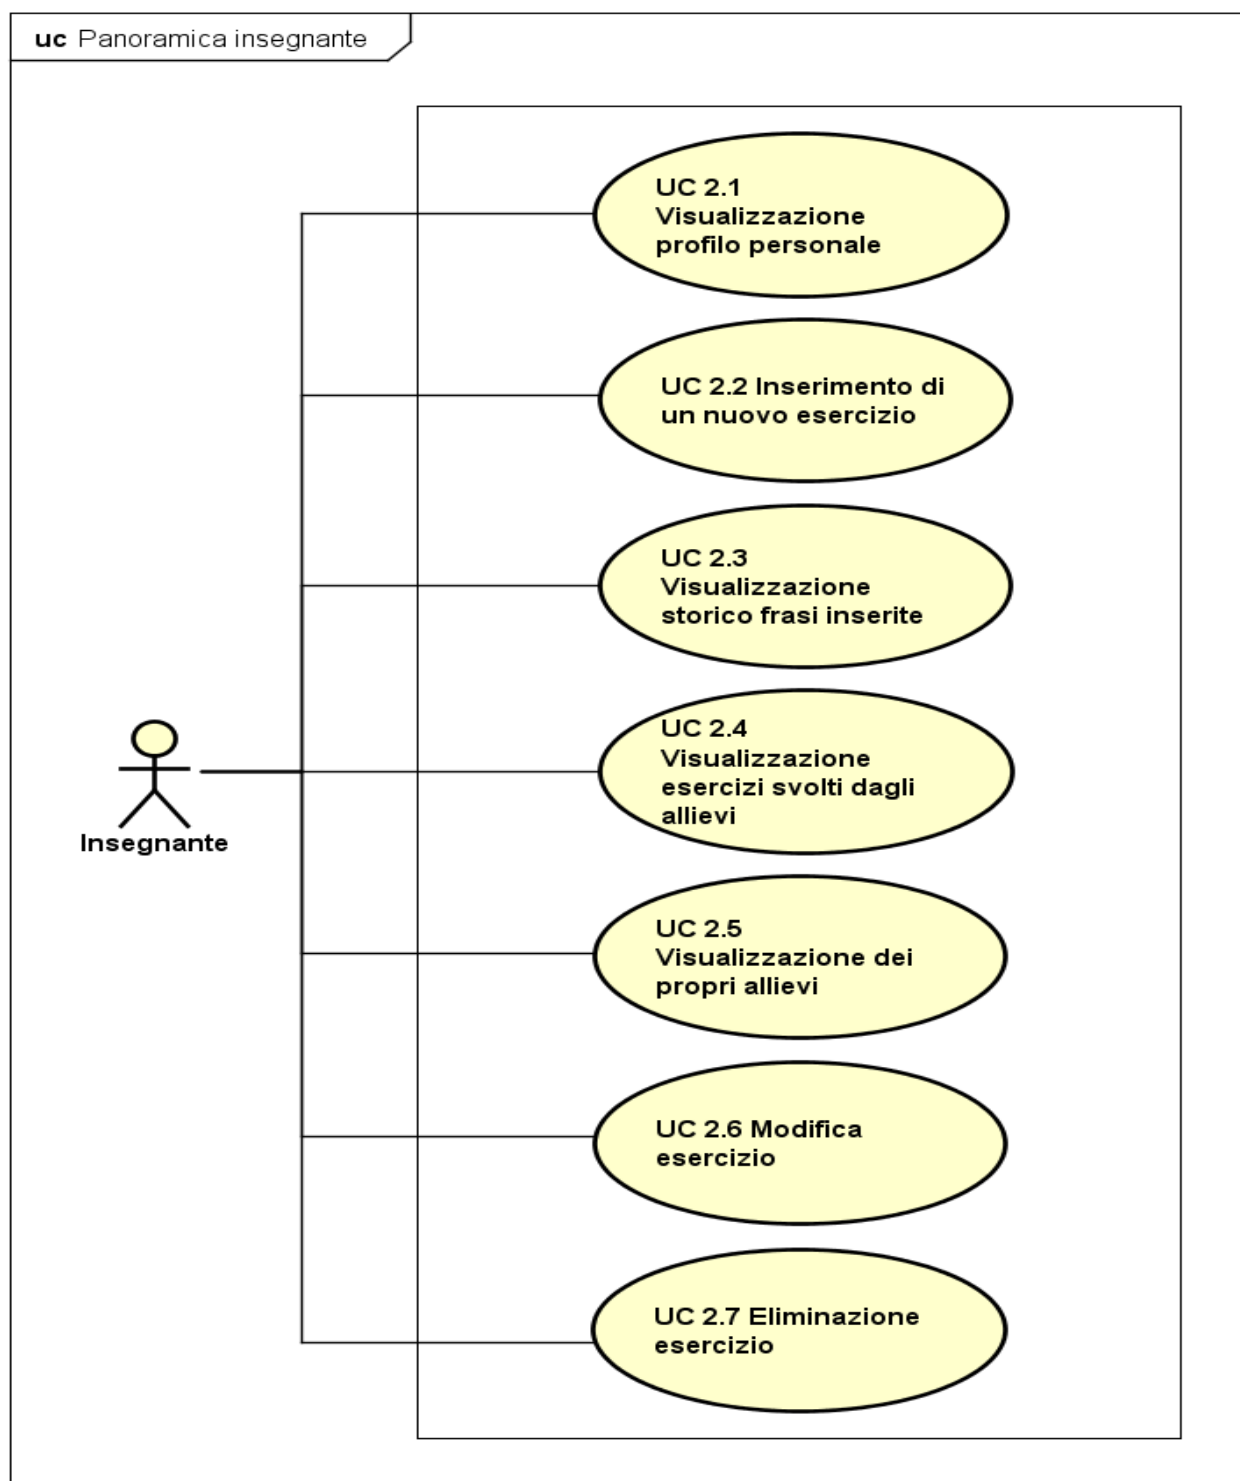 uc Panoramica insegnante
UC 2.1
Visualizzazione
profilo personale
UC 2.2 Inserimento di
un nuovo esercizio
UC 2.3
Visualizzazione
storico frasi inserite
UC 2.4
Visualizzazione
esercizi svolti dagli
allievi
Insegnante
UC 2.5
Visualizzazione dei
propri allievi
UC 2.6 Modifica
esercizio
UC 2.7 Eliminazione
esercizio